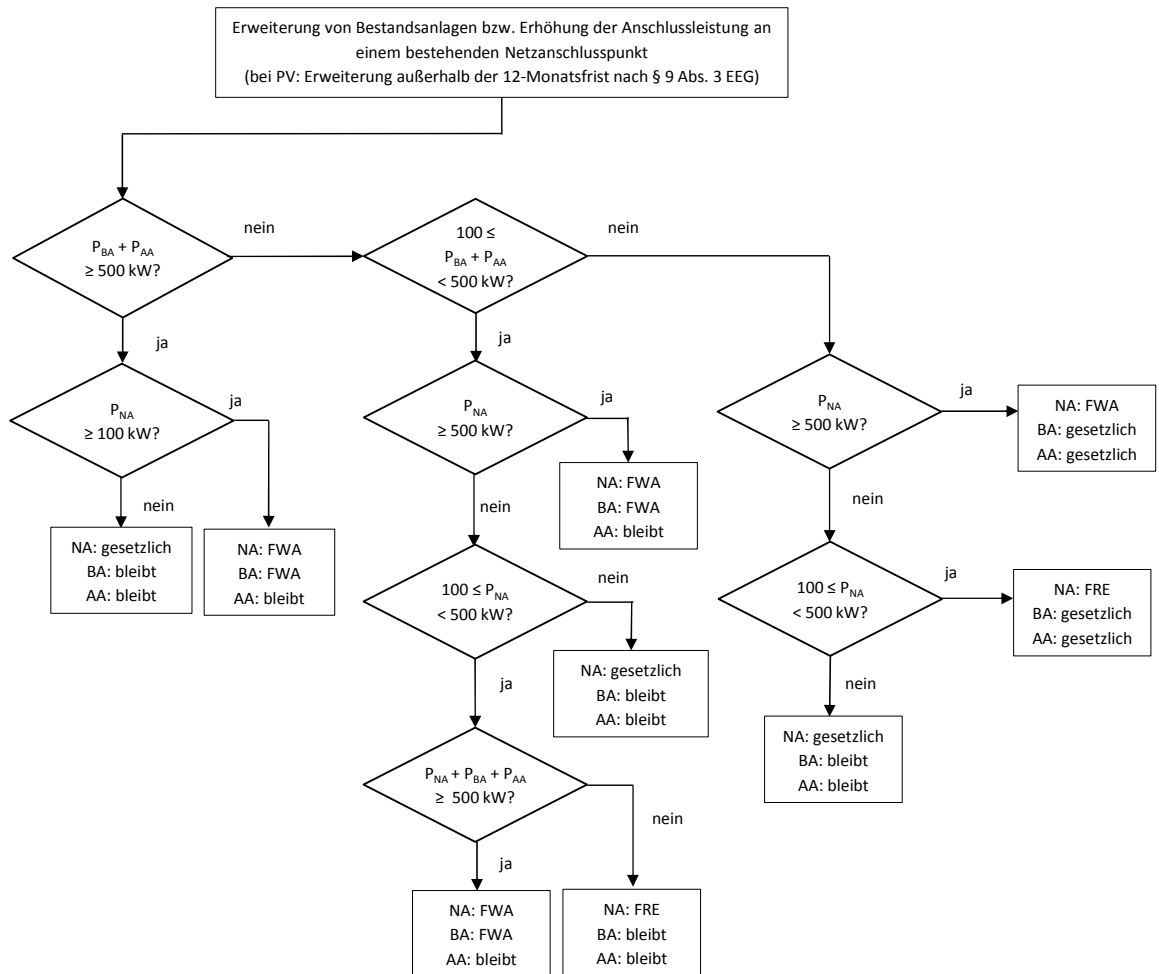 Erweiterung von Bestandsanlagen bzw. Erhöhung der Anschlussleistung an
einem bestehenden Netzanschlusspunkt
(bei PV: Erweiterung außerhalb der 12-Monatsfrist nach § 9 Abs. 3 EEG)
P_BA + P_AA
≥ 500 kW?
nein
100 ≤
P_BA + P_AA
< 500 kW?
nein
ja
ja
P_NA
≥ 100 kW?
ja
P_NA
≥ 500 kW?
ja
P_NA
≥ 500 kW?
ja
NA: FWA
BA: gesetzlich
AA: gesetzlich
nein
NA: gesetzlich
BA: bleibt
AA: bleibt
NA: FWA
BA: FWA
AA: bleibt
nein
NA: FWA
BA: FWA
AA: bleibt
nein
100 ≤ P_NA
< 500 kW?
nein
100 ≤ P_NA
< 500 kW?
ja
NA: FRE
BA: gesetzlich
AA: gesetzlich
ja
NA: gesetzlich
BA: bleibt
AA: bleibt
nein
NA: gesetzlich
BA: bleibt
AA: bleibt
P_NA + P_BA + P_AA
≥ 500 kW?
nein
ja
NA: FWA
BA: FWA
AA: bleibt
NA: FRE
BA: bleibt
AA: bleibt